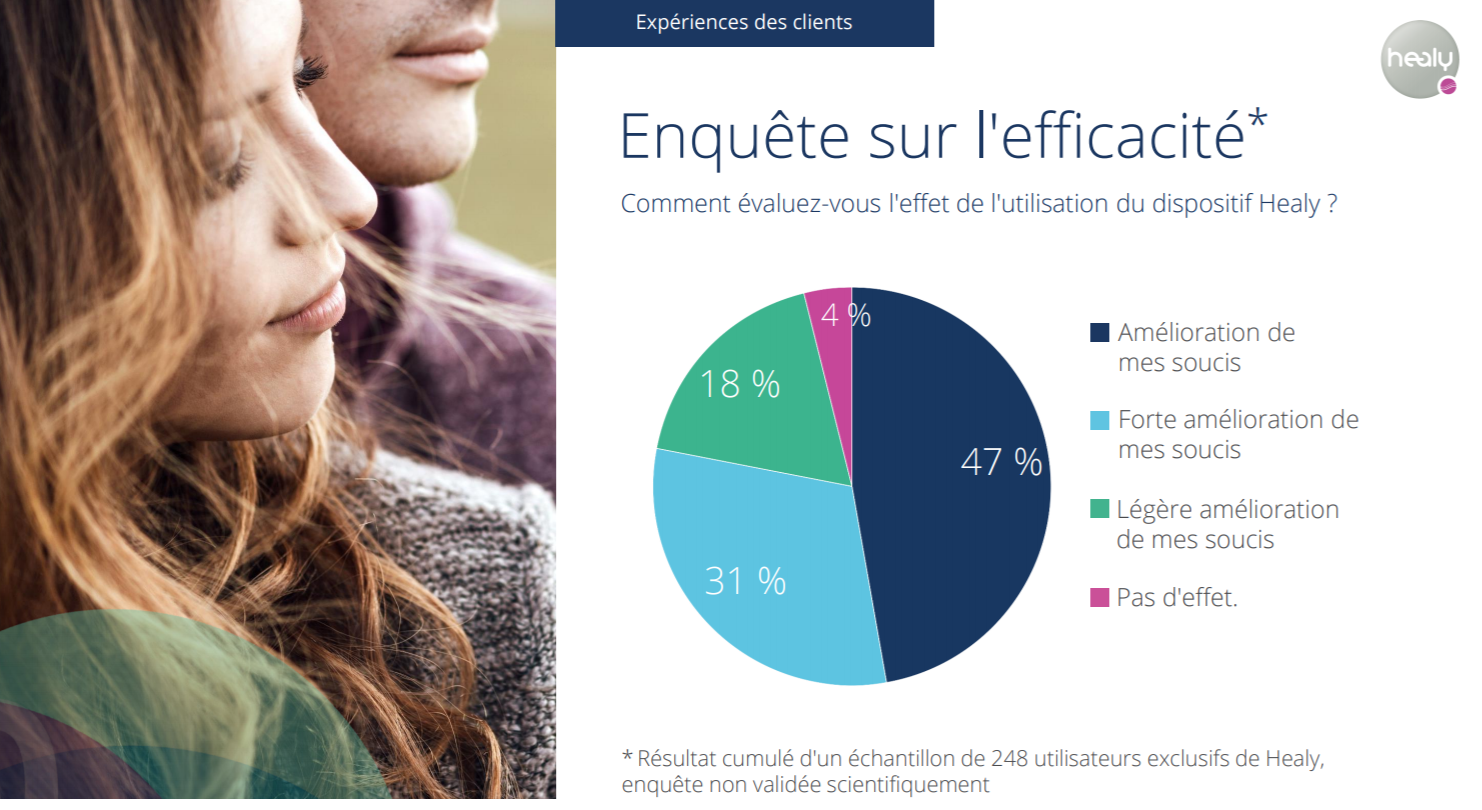 Expériences des clients
healy
Enquête sur l'efficacité*
Comment évaluez-vous l'effet de l'utilisation du dispositif Healy ?
4 %
18 %
47 %
31 %
Amélioration de
mes soucis
Forte amélioration de
mes soucis
Légère amélioration
de mes soucis
Pas d'effet.
* Résultat cumulé d'un échantillon de 248 utilisateurs exclusifs de Healy,
enquête non validée scientifiquement